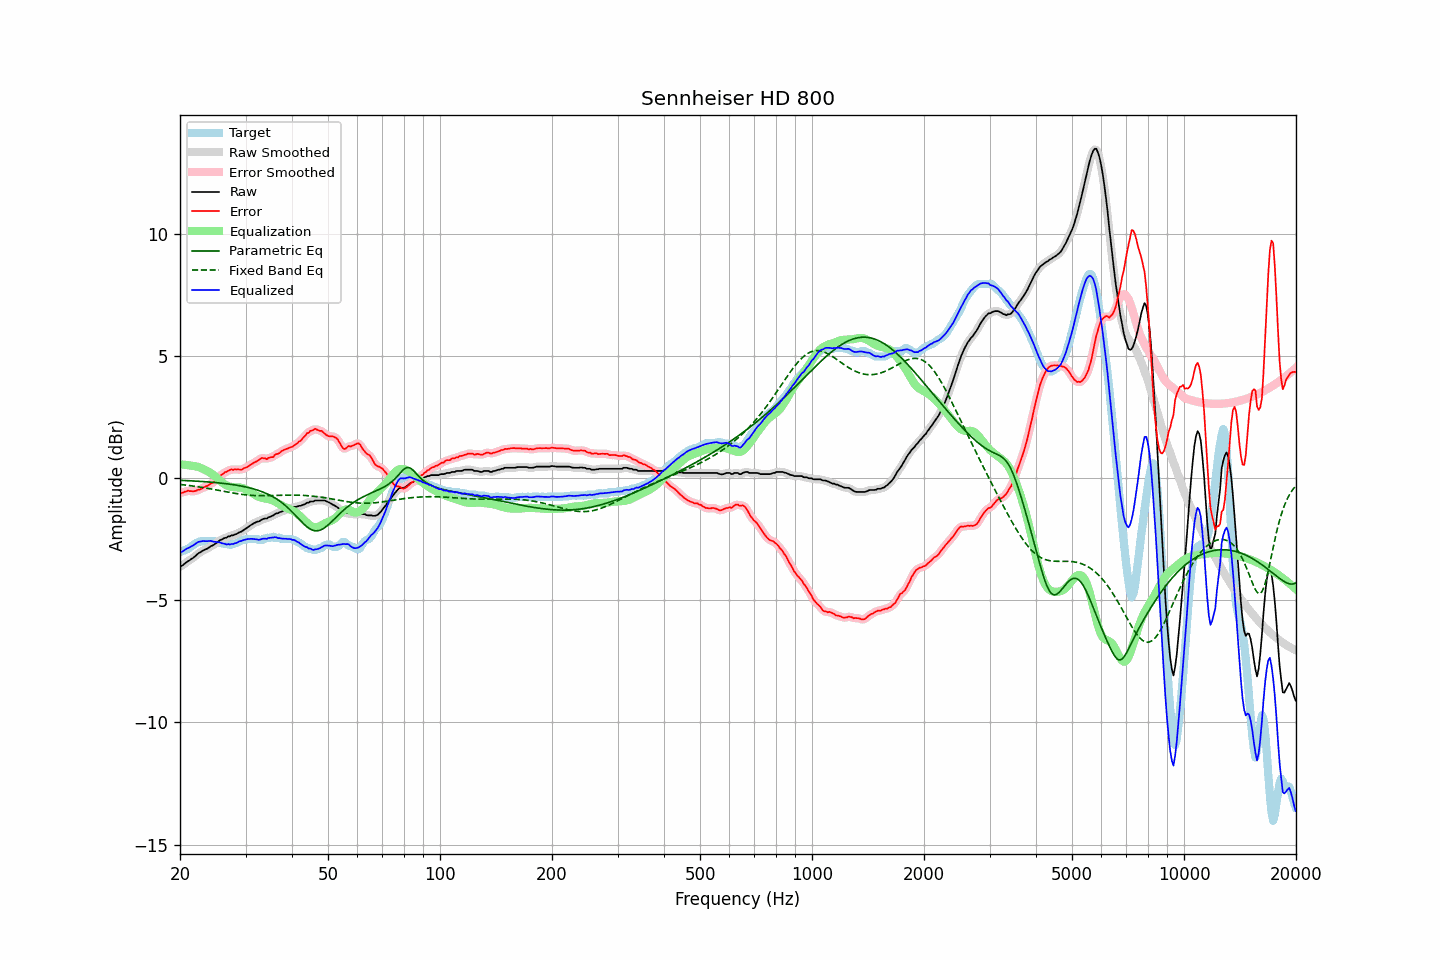 Sennheiser HD 800
Target
Raw Smoothed
Error Smoothed
Raw
Error
Equalization
Parametric Eq
Fixed Band Eq
Equalized
Amplitude (dBr)
10
5
0
−5
−10
−15
20 50 100 200 500 1000 2000 5000 10000 20000
Frequency (Hz)